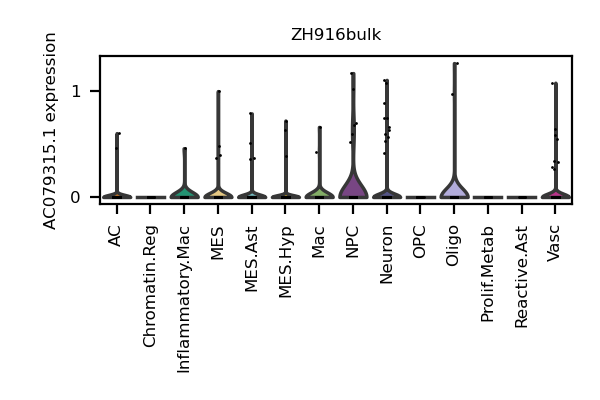 ZH916bulk
AC079315.1 expression
1
0
AC
Chromatin.Reg
Inflammatory.Mac
MES
MES.Ast
MES.Hyp
Mac
NPC
Neuron
OPC
Oligo
Prolif.Metab
Reactive.Ast
Vasc